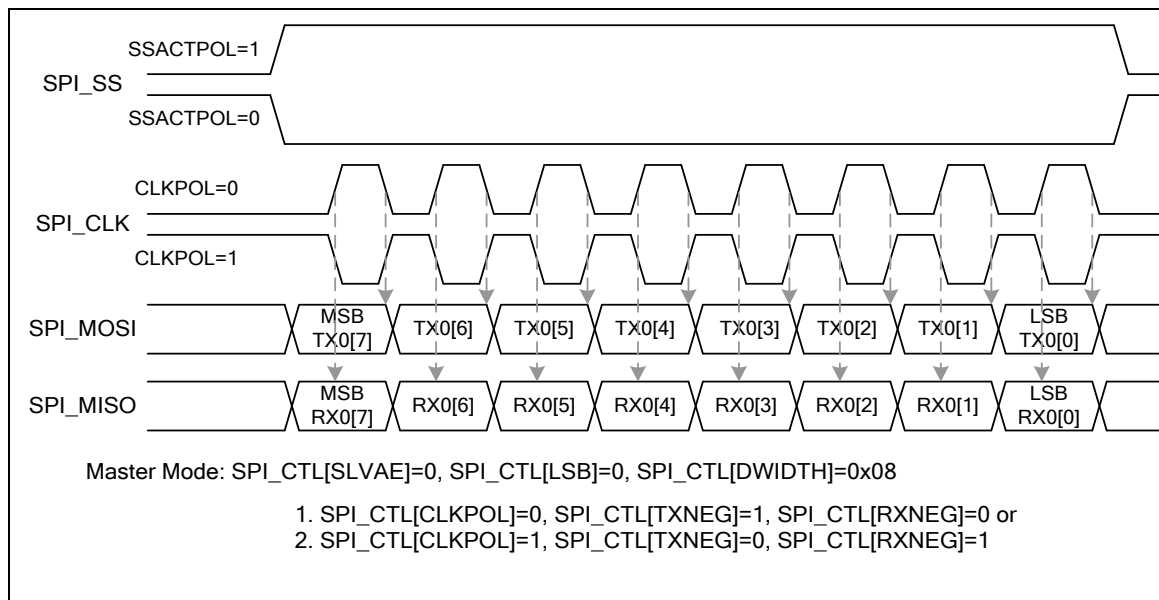 SSACTPOL=1
SPI_SS
SSACTPOL=0
CLKPOL=0
SPI_CLK
CLKPOL=1
SPI_MOSI
MSB
TX0[7]
TX0[6]
TX0[5]
TX0[4]
TX0[3]
TX0[2]
TX0[1]
LSB
TX0[0]
SPI_MISO
MSB
RX0[7]
RX0[6]
RX0[5]
RX0[4]
RX0[3]
RX0[2]
RX0[1]
LSB
RX0[0]
Master Mode: SPI_CTL[SLVAE]=0, SPI_CTL[LSB]=0, SPI_CTL[DWIDTH]=0x08
1. SPI_CTL[CLKPOL]=0, SPI_CTL[TXNEG]=1, SPI_CTL[RXNEG]=0 or
2. SPI_CTL[CLKPOL]=1, SPI_CTL[TXNEG]=0, SPI_CTL[RXNEG]=1